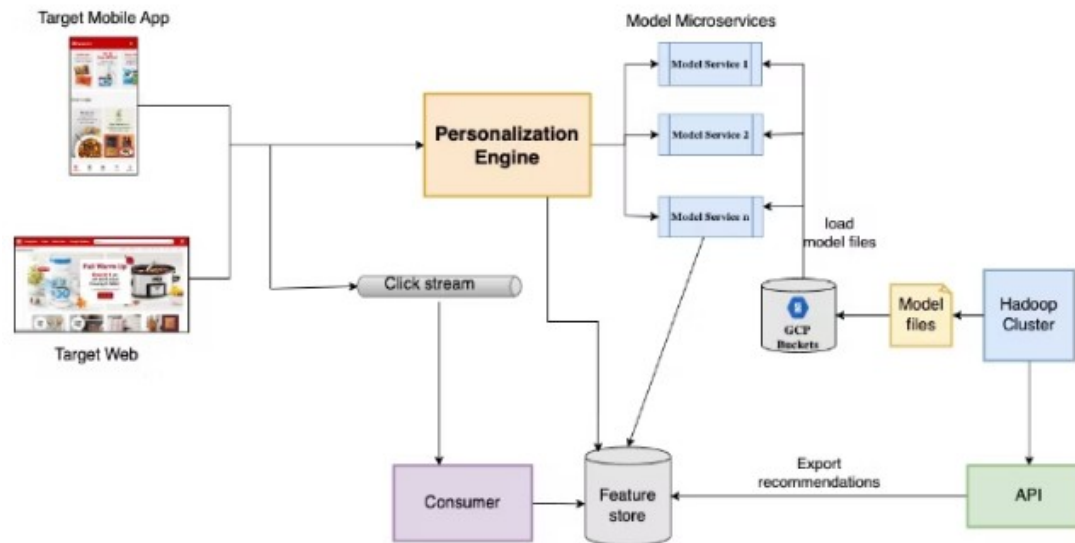 Target Mobile App
Model Microservices
Model Service 1
Personalization
Engine
Model Service 2
Model Service n
load
model files
Click stream
Target Web
GCP
Buckets
Model
files
Hadoop
Cluster
Export
recommendations
Consumer
Feature
store
API